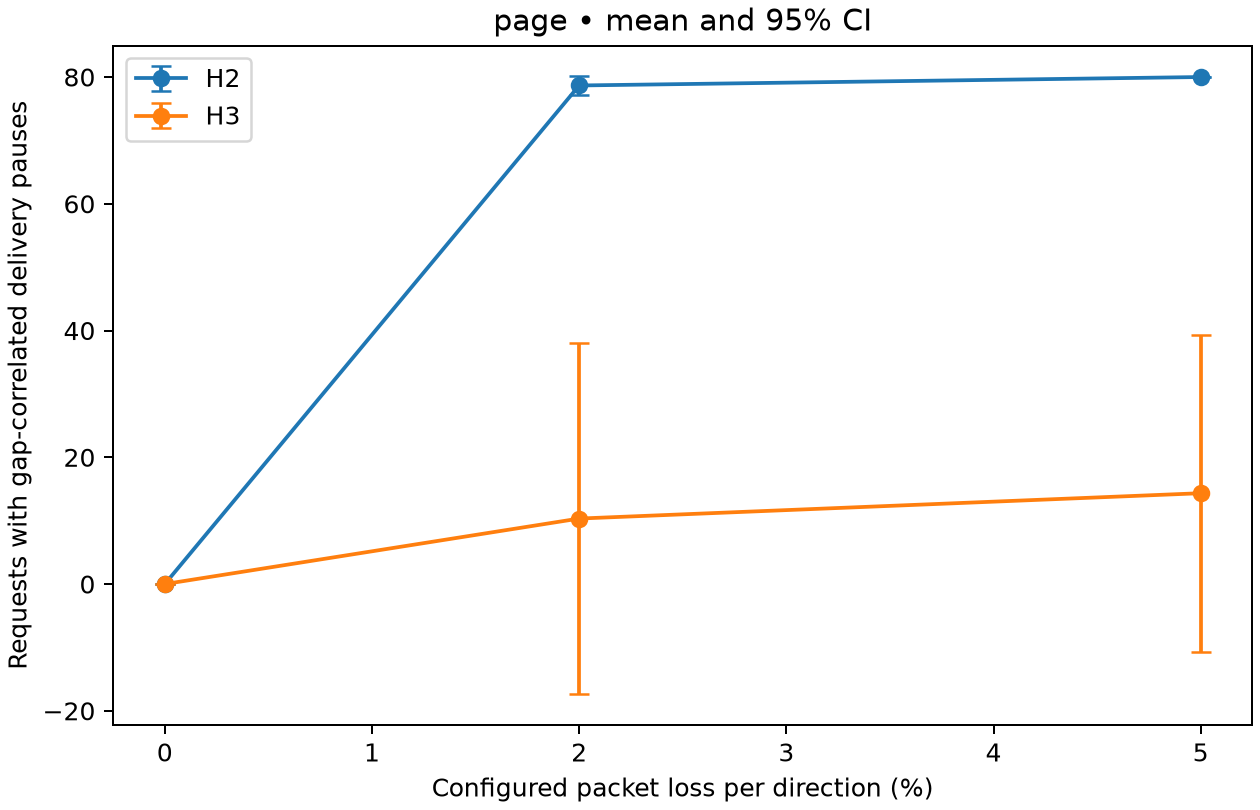 page • mean and 95% CI
H2
H3
Requests with gap-correlated delivery pauses
80
60
40
20
0
−20
0 1 2 3 4 5
Configured packet loss per direction (%)